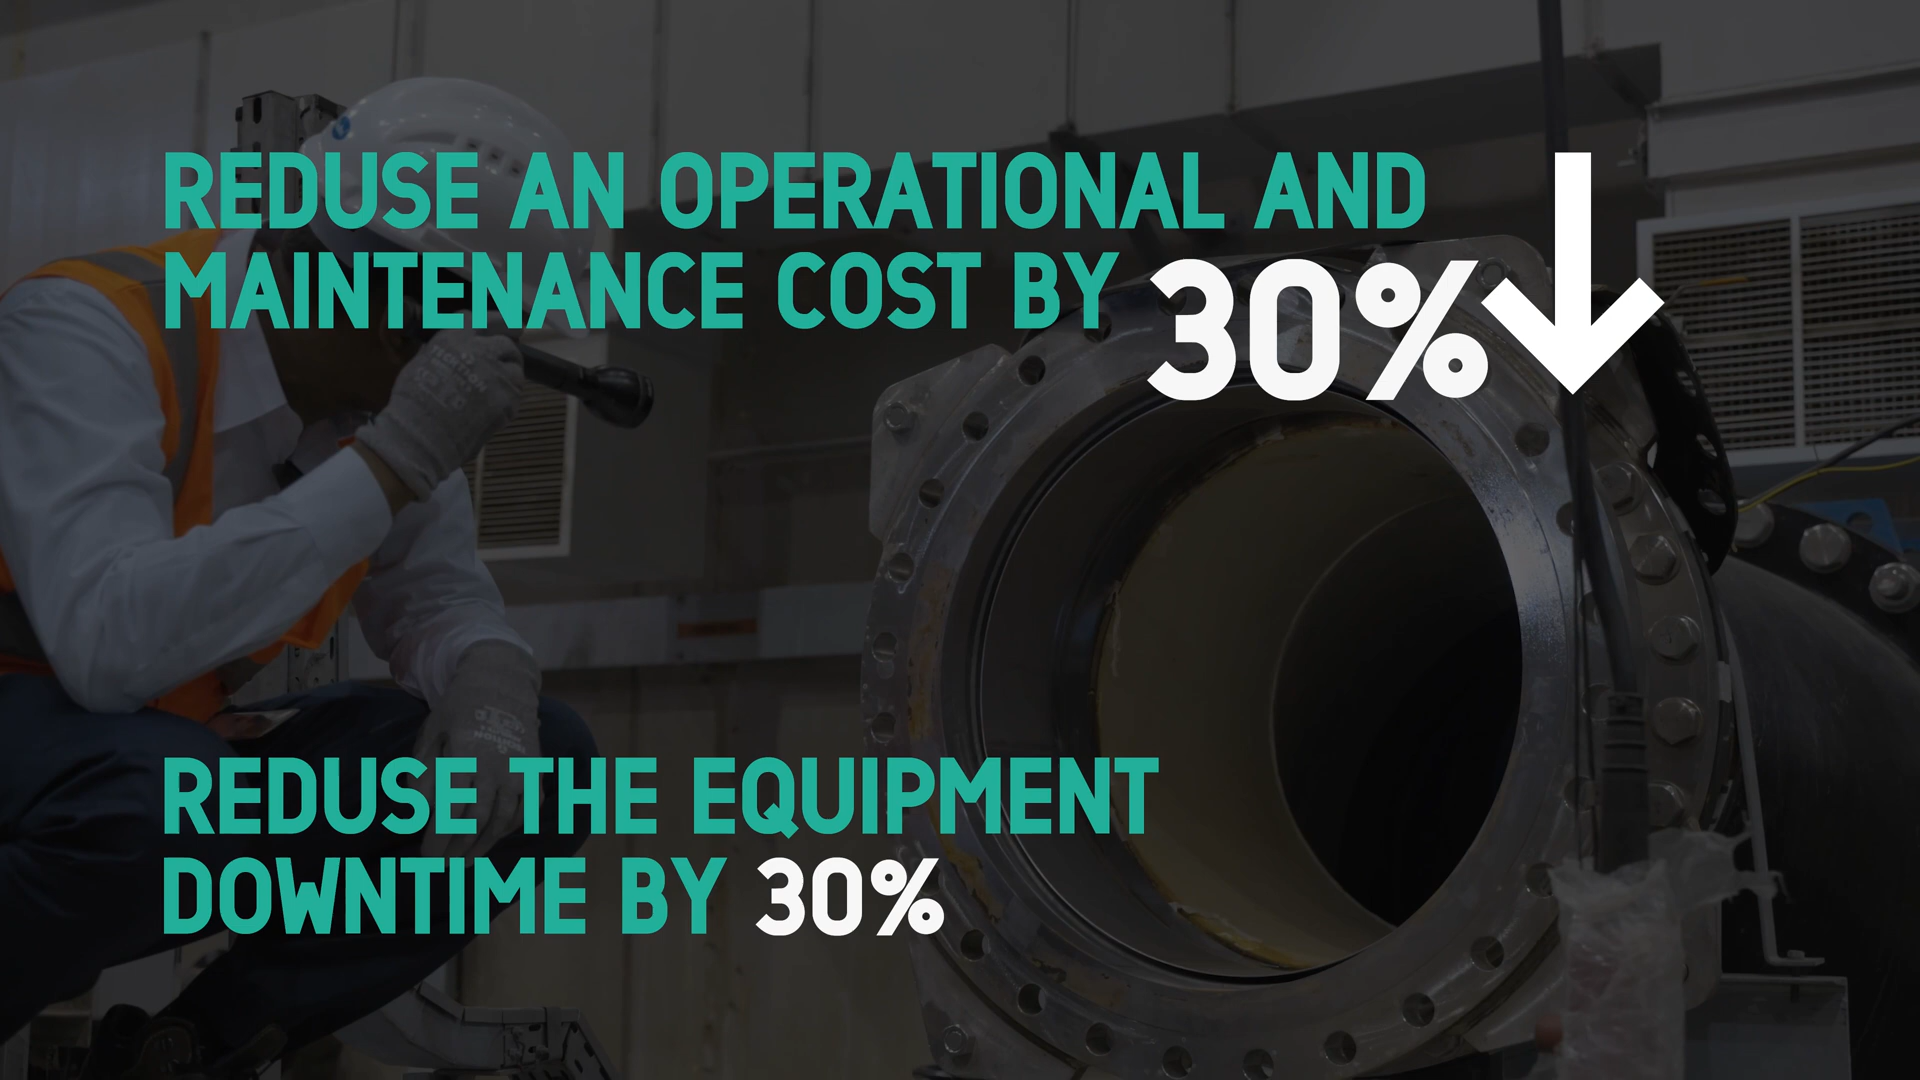 REDUSE AN OPERATIONAL AND
MAINTENANCE COST BY 30%
REDUSE THE EQUIPMENT
DOWNTIME BY 30%